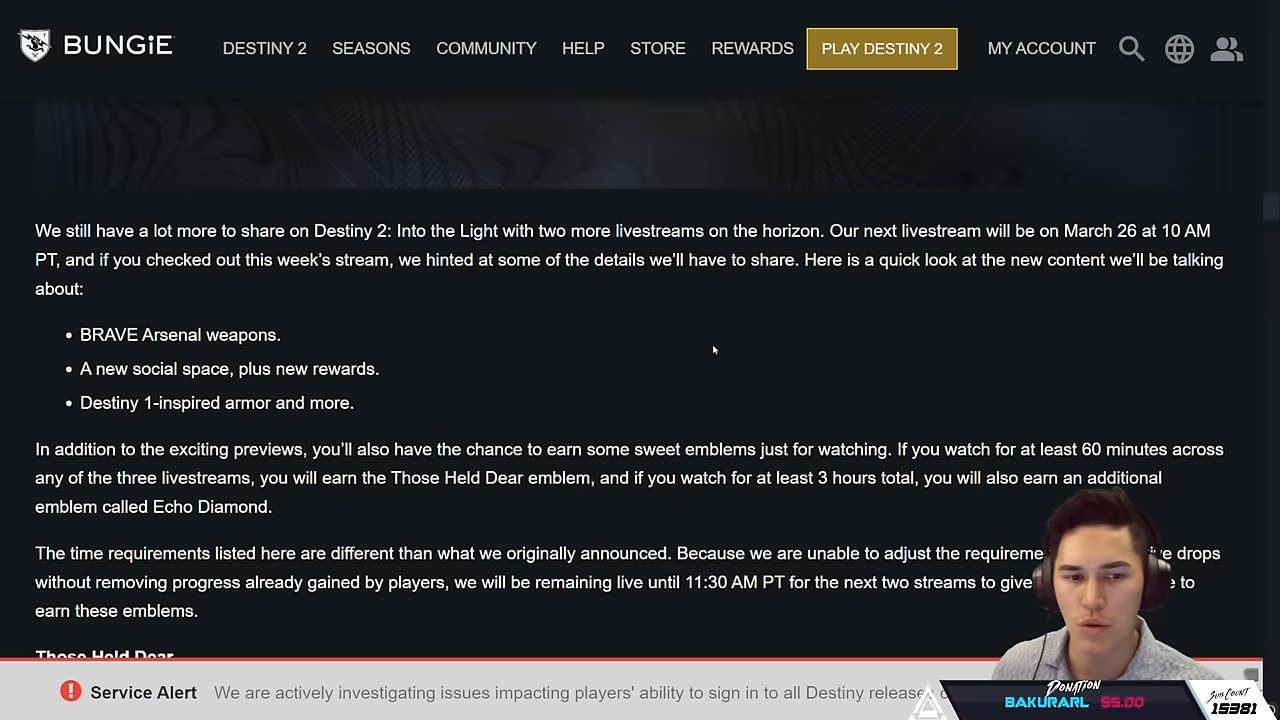 BUNGiE DESTINY 2 SEASONS COMMUNITY HELP STORE REWARDS PLAY DESTINY 2 MY ACCOUNT
We still have a lot more to share on Destiny 2: Into the Light with two more livestreams on the horizon. Our next livestream will be on March 26 at 10 AM
PT, and if you checked out this week’s stream, we hinted at some of the details we’ll have to share. Here is a quick look at the new content we’ll be talking
about:
• BRAVE Arsenal weapons.
• A new social space, plus new rewards.
• Destiny 1-inspired armor and more.
In addition to the exciting previews, you’ll also have the chance to earn some sweet emblems just for watching. If you watch for at least 60 minutes across
any of the three livestreams, you will earn the Those Held Dear emblem, and if you watch for at least 3 hours total, you will also earn an additional
emblem called Echo Diamond.
The time requirements listed here are different than what we originally announced. Because we are unable to adjust the requireme drops
without removing progress already gained by players, we will be remaining live until 11:30 AM PT for the next two streams to give to
earn these emblems.
Those Held Dear
Service Alert We are actively investigating issues impacting players' ability to sign in to all Destiny release
DONATION
BAKURARL $5.00
SUB COUNT
15381